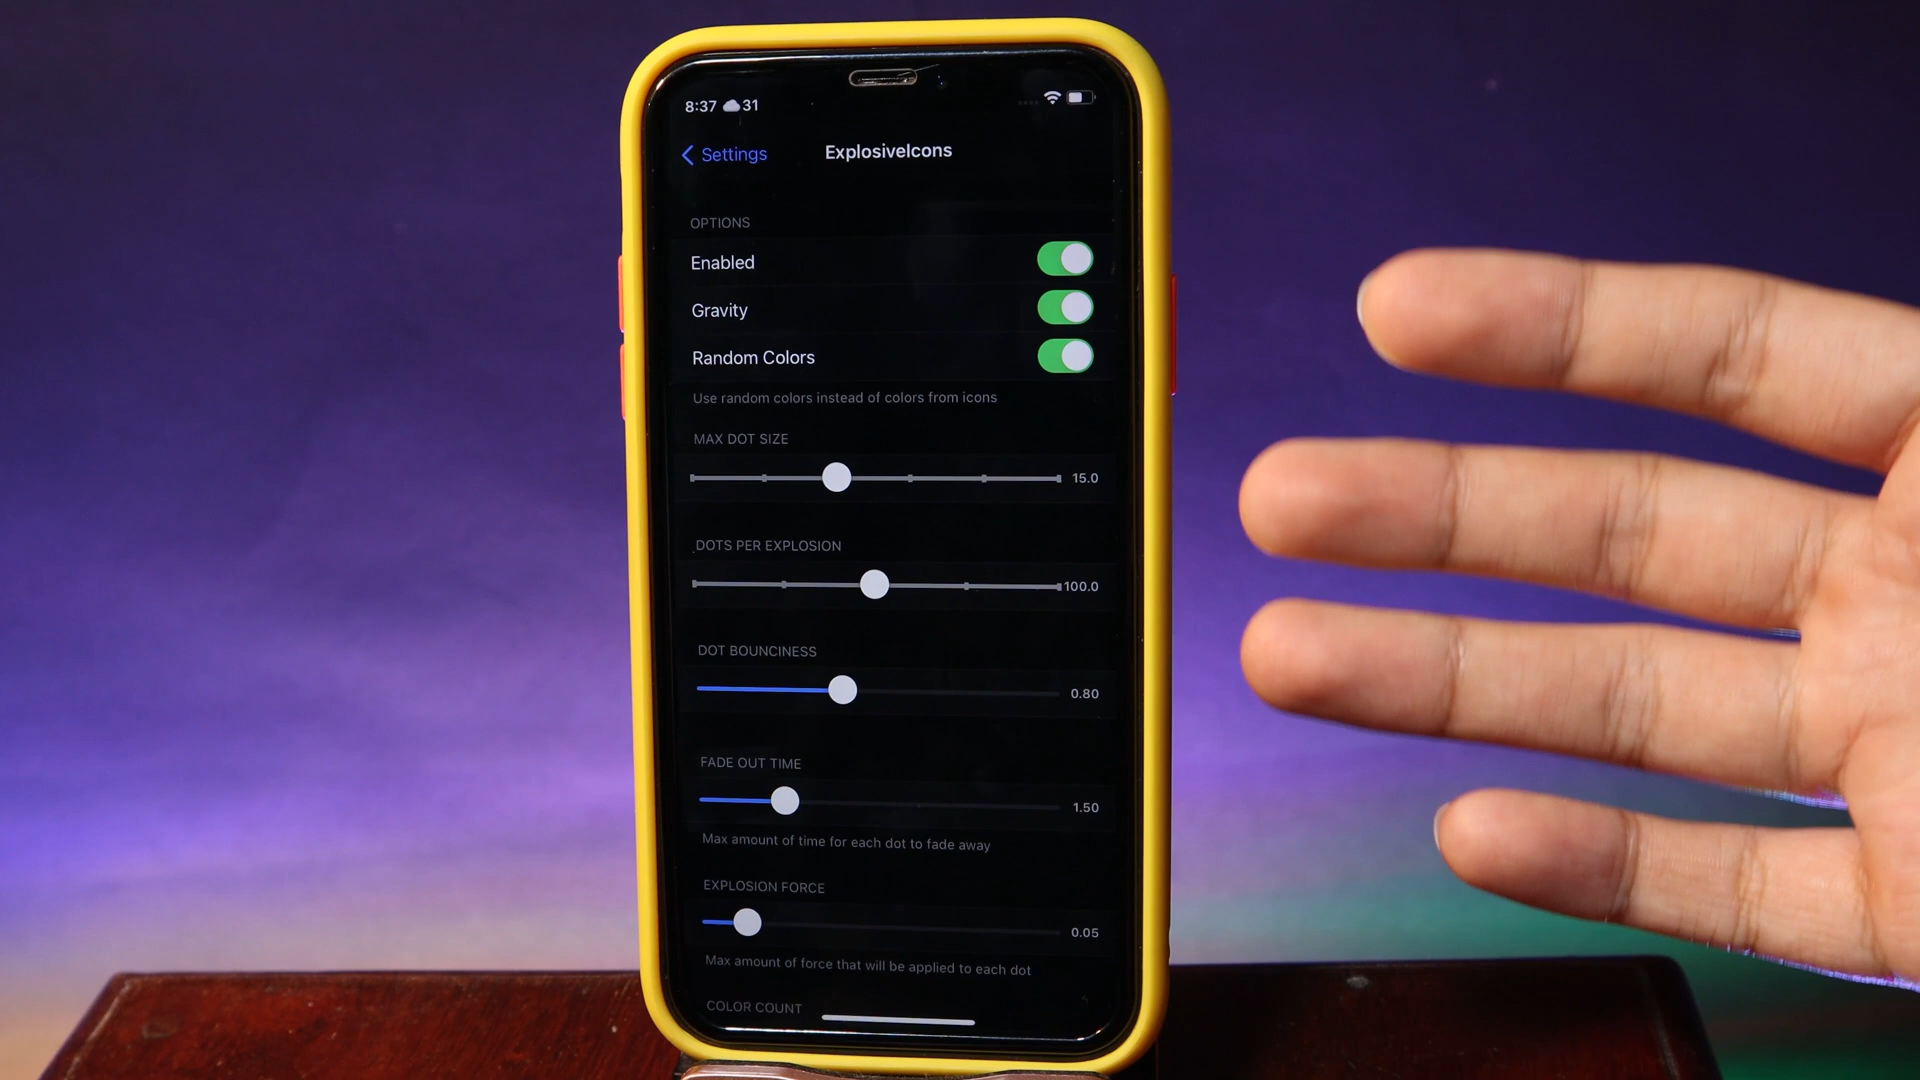 8:37 31
Settings
ExplosiveIcons
OPTIONS
Enabled
Gravity
Random Colors
Use random colors instead of colors from icons
MAX DOT SIZE
15.0
DOTS PER EXPLOSION
100.0
DOT BOUNCINESS
0.80
FADE OUT TIME
1.50
Max amount of time for each dot to fade away
EXPLOSION FORCE
0.05
Max amount of force that will be applied to each dot
COLOR COUNT